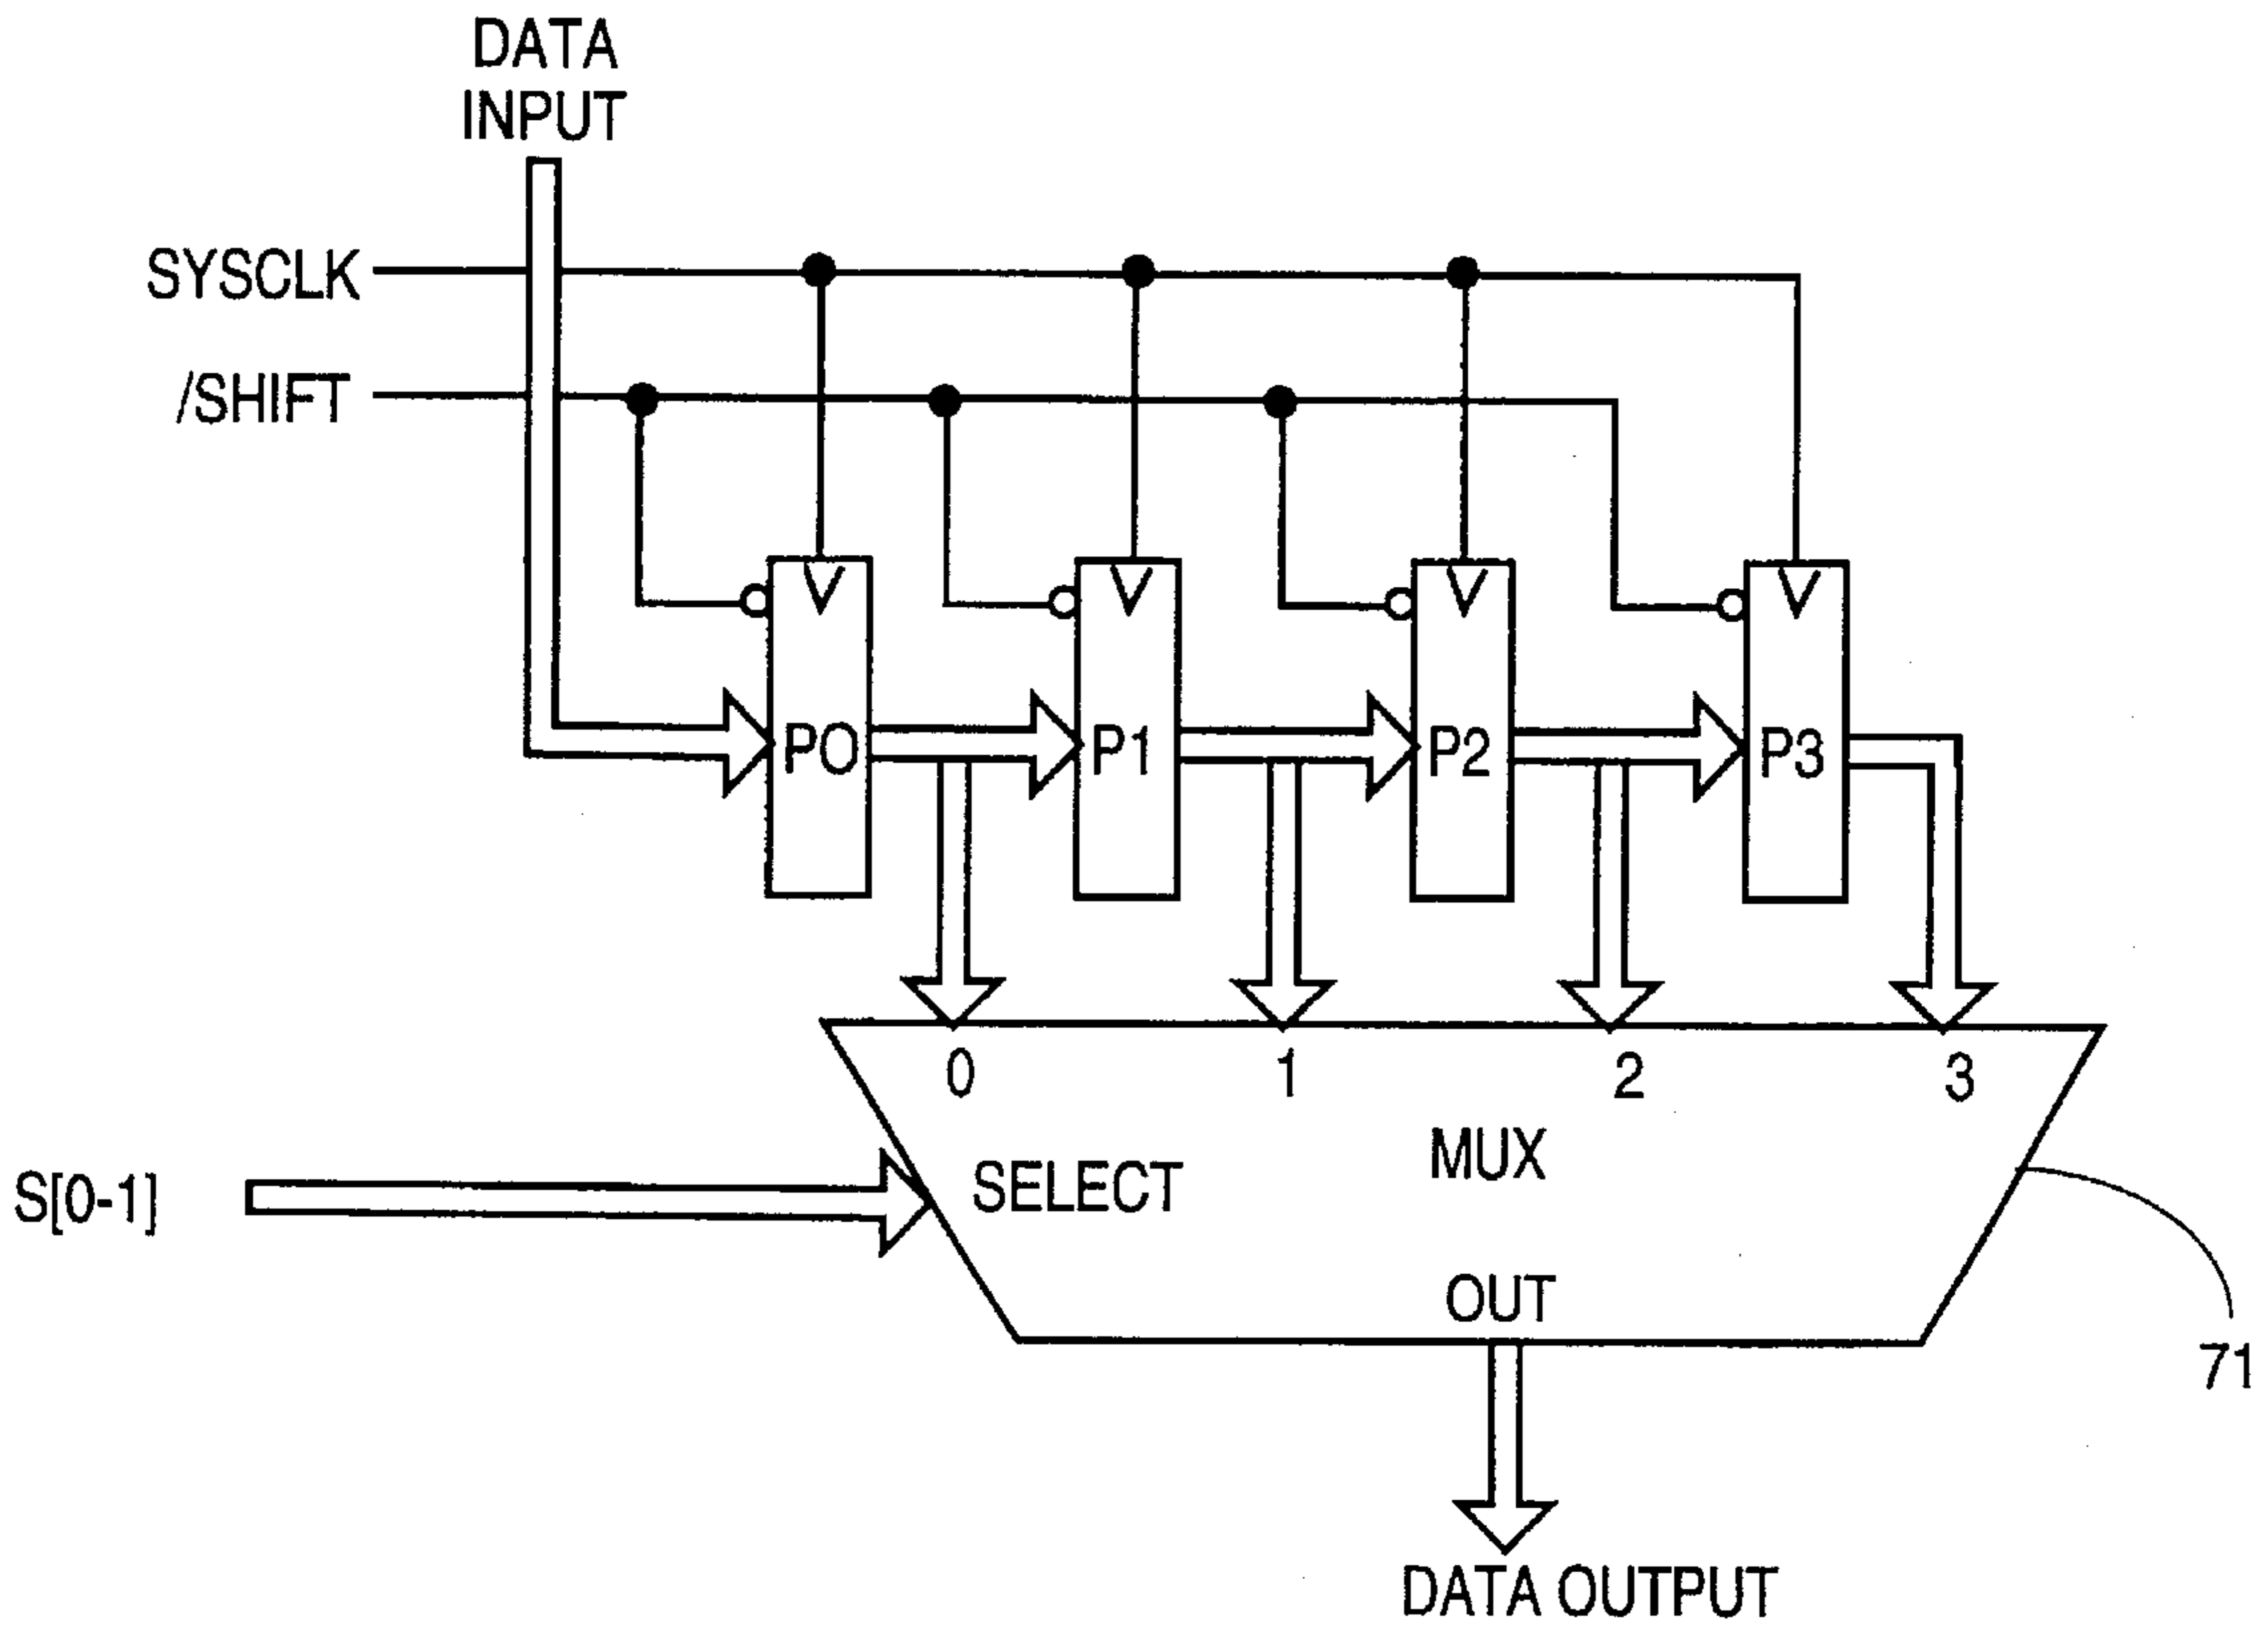 DATA
INPUT
SYSCLK
/SHIFT
P0 P1 P2 P3
0 1 2 3
MUX
S[0-1]
SELECT
OUT
71
DATA OUTPUT